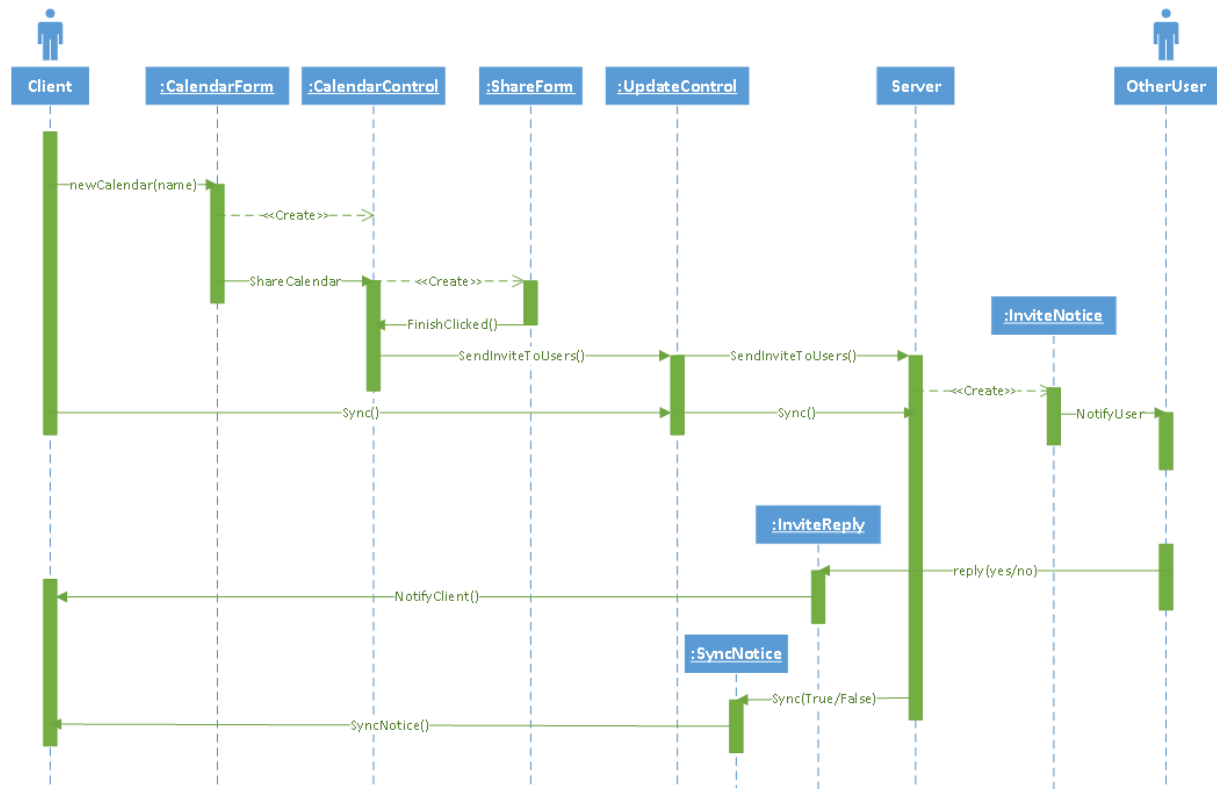 Client
:CalendarForm
:CalendarControl
:ShareForm
:UpdateControl
Server
OtherUser
newCalendar(name)
<<Create>>
ShareCalendar
<<Create>>
:InviteNotice
FinishClicked()
SendInviteToUsers()
SendInviteToUsers()
<<Create>>
Sync()
Sync()
NotifyUser
:InviteReply
reply(yes/no)
NotifyClient()
:SyncNotice
Sync(True/False)
SyncNotice()